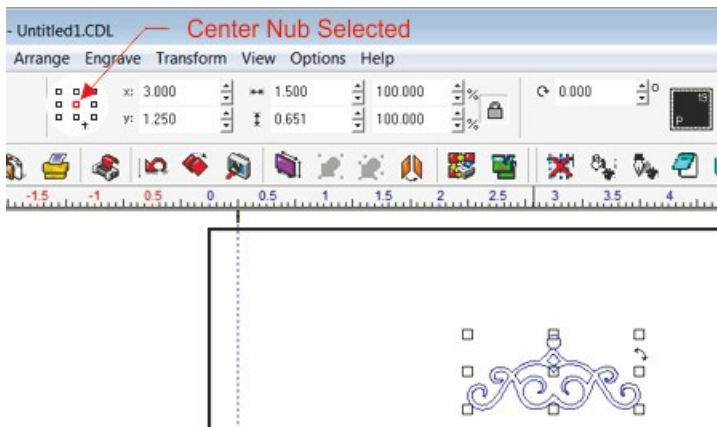 - Untitled1.CDL Center Nub Selected
Arrange Engrave Transform View Options Help
x: 3.000 1.500 100.000 % 0.000 °
y: 1.250 0.651 100.000 %
19
P
-1.5 -1 0.5 0 0.5 1 1.5 2 2.5 3 3.5 4